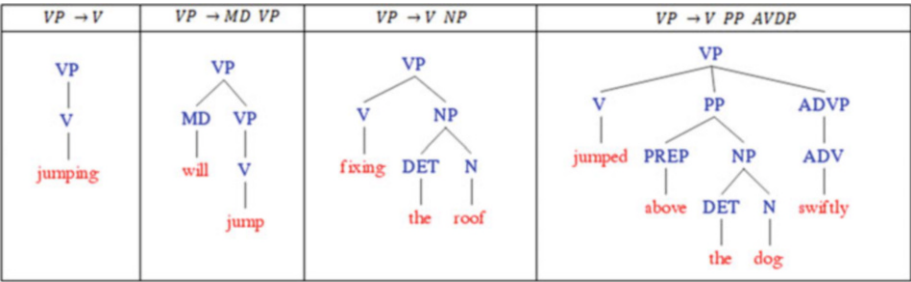 VP → V
VP → MD VP
VP → V NP
VP → V PP AVDP
VP
V
jumping
VP
MD VP
will V
jump
VP
V NP
fixing DET N
the roof
VP
V PP ADVP
jumped PREP NP ADV
above DET N swiftly
the dog